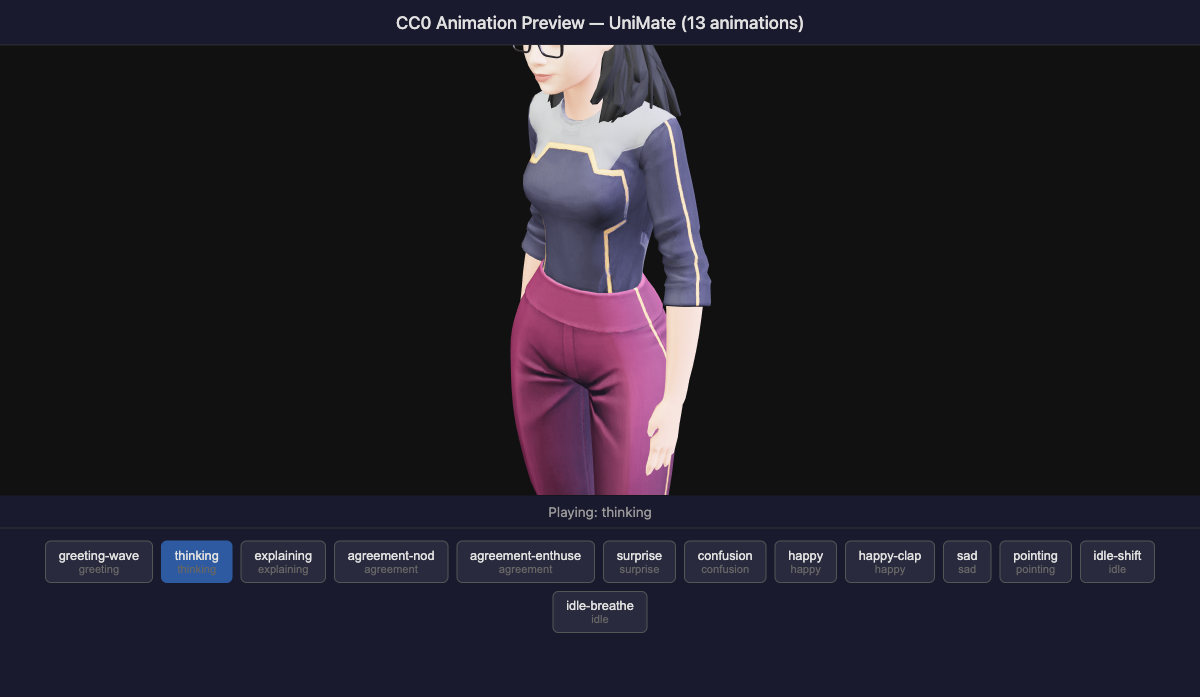 CC0 Animation Preview — UniMate (13 animations)
Playing: thinking
greeting-wave thinking explaining agreement-nod agreement-enthuse surprise confusion happy happy-clap sad pointing idle-shift
greeting thinking explaining agreement agreement surprise confusion happy happy sad pointing idle
idle-breathe
idle